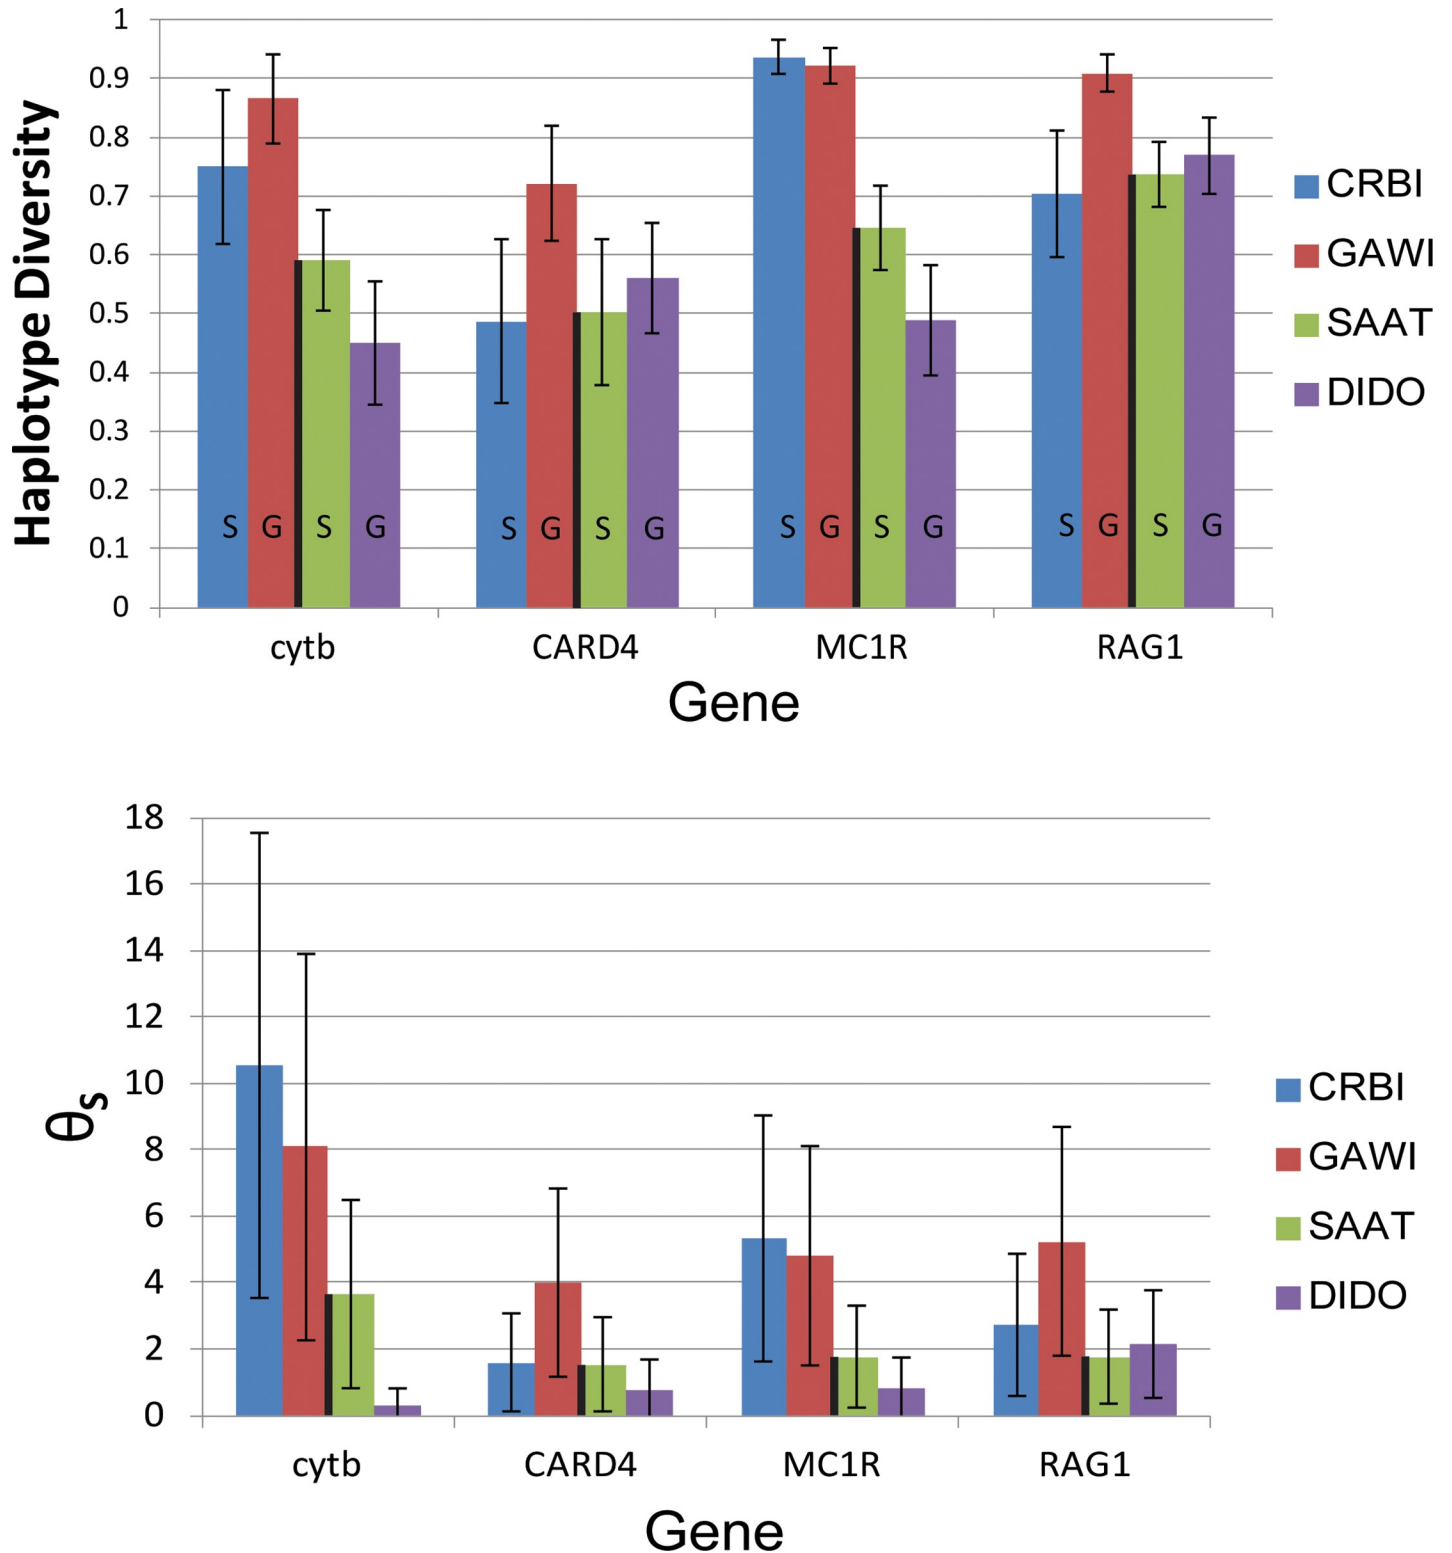 Haplotype Diversity
1
0.9
0.8
0.7
0.6
0.5
0.4
0.3
0.2
0.1
0
S G S G
S G S G
S G S G
S G S G
cytb CARD4 MC1R RAG1
Gene
CRBI
GAWI
SAAT
DIDO
θs
18
16
14
12
10
8
6
4
2
0
cytb CARD4 MC1R RAG1
Gene
CRBI
GAWI
SAAT
DIDO